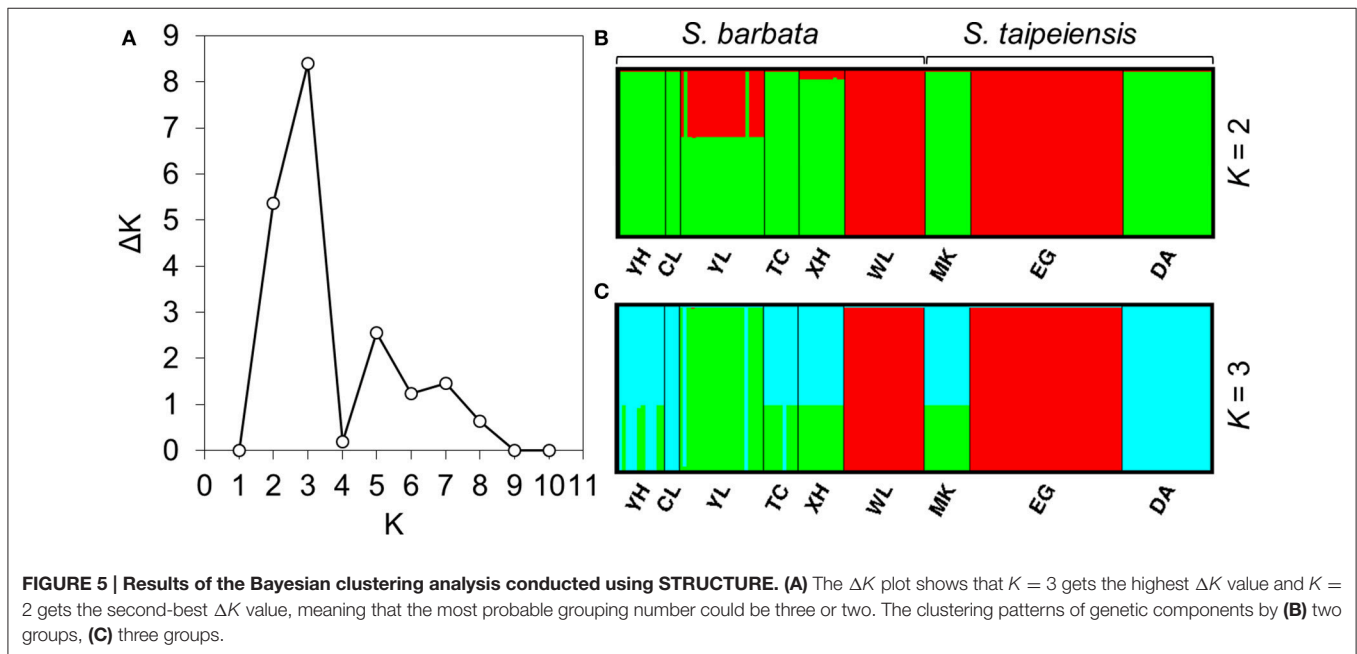 A
9
8
7
6
5
4
3
2
1
0
ΔK
0 1 2 3 4 5 6 7 8 9 10 11
K
B
S. barbata S. taipeiensis
K = 2
YH CL YL TC XH WL MK EG DA
C
K = 3
YH CL YL TC XH WL MK EG DA
FIGURE 5 | Results of the Bayesian clustering analysis conducted using STRUCTURE. (A) The ΔK plot shows that K = 3 gets the highest ΔK value and K =
2 gets the second-best ΔK value, meaning that the most probable grouping number could be three or two. The clustering patterns of genetic components by (B) two
groups, (C) three groups.